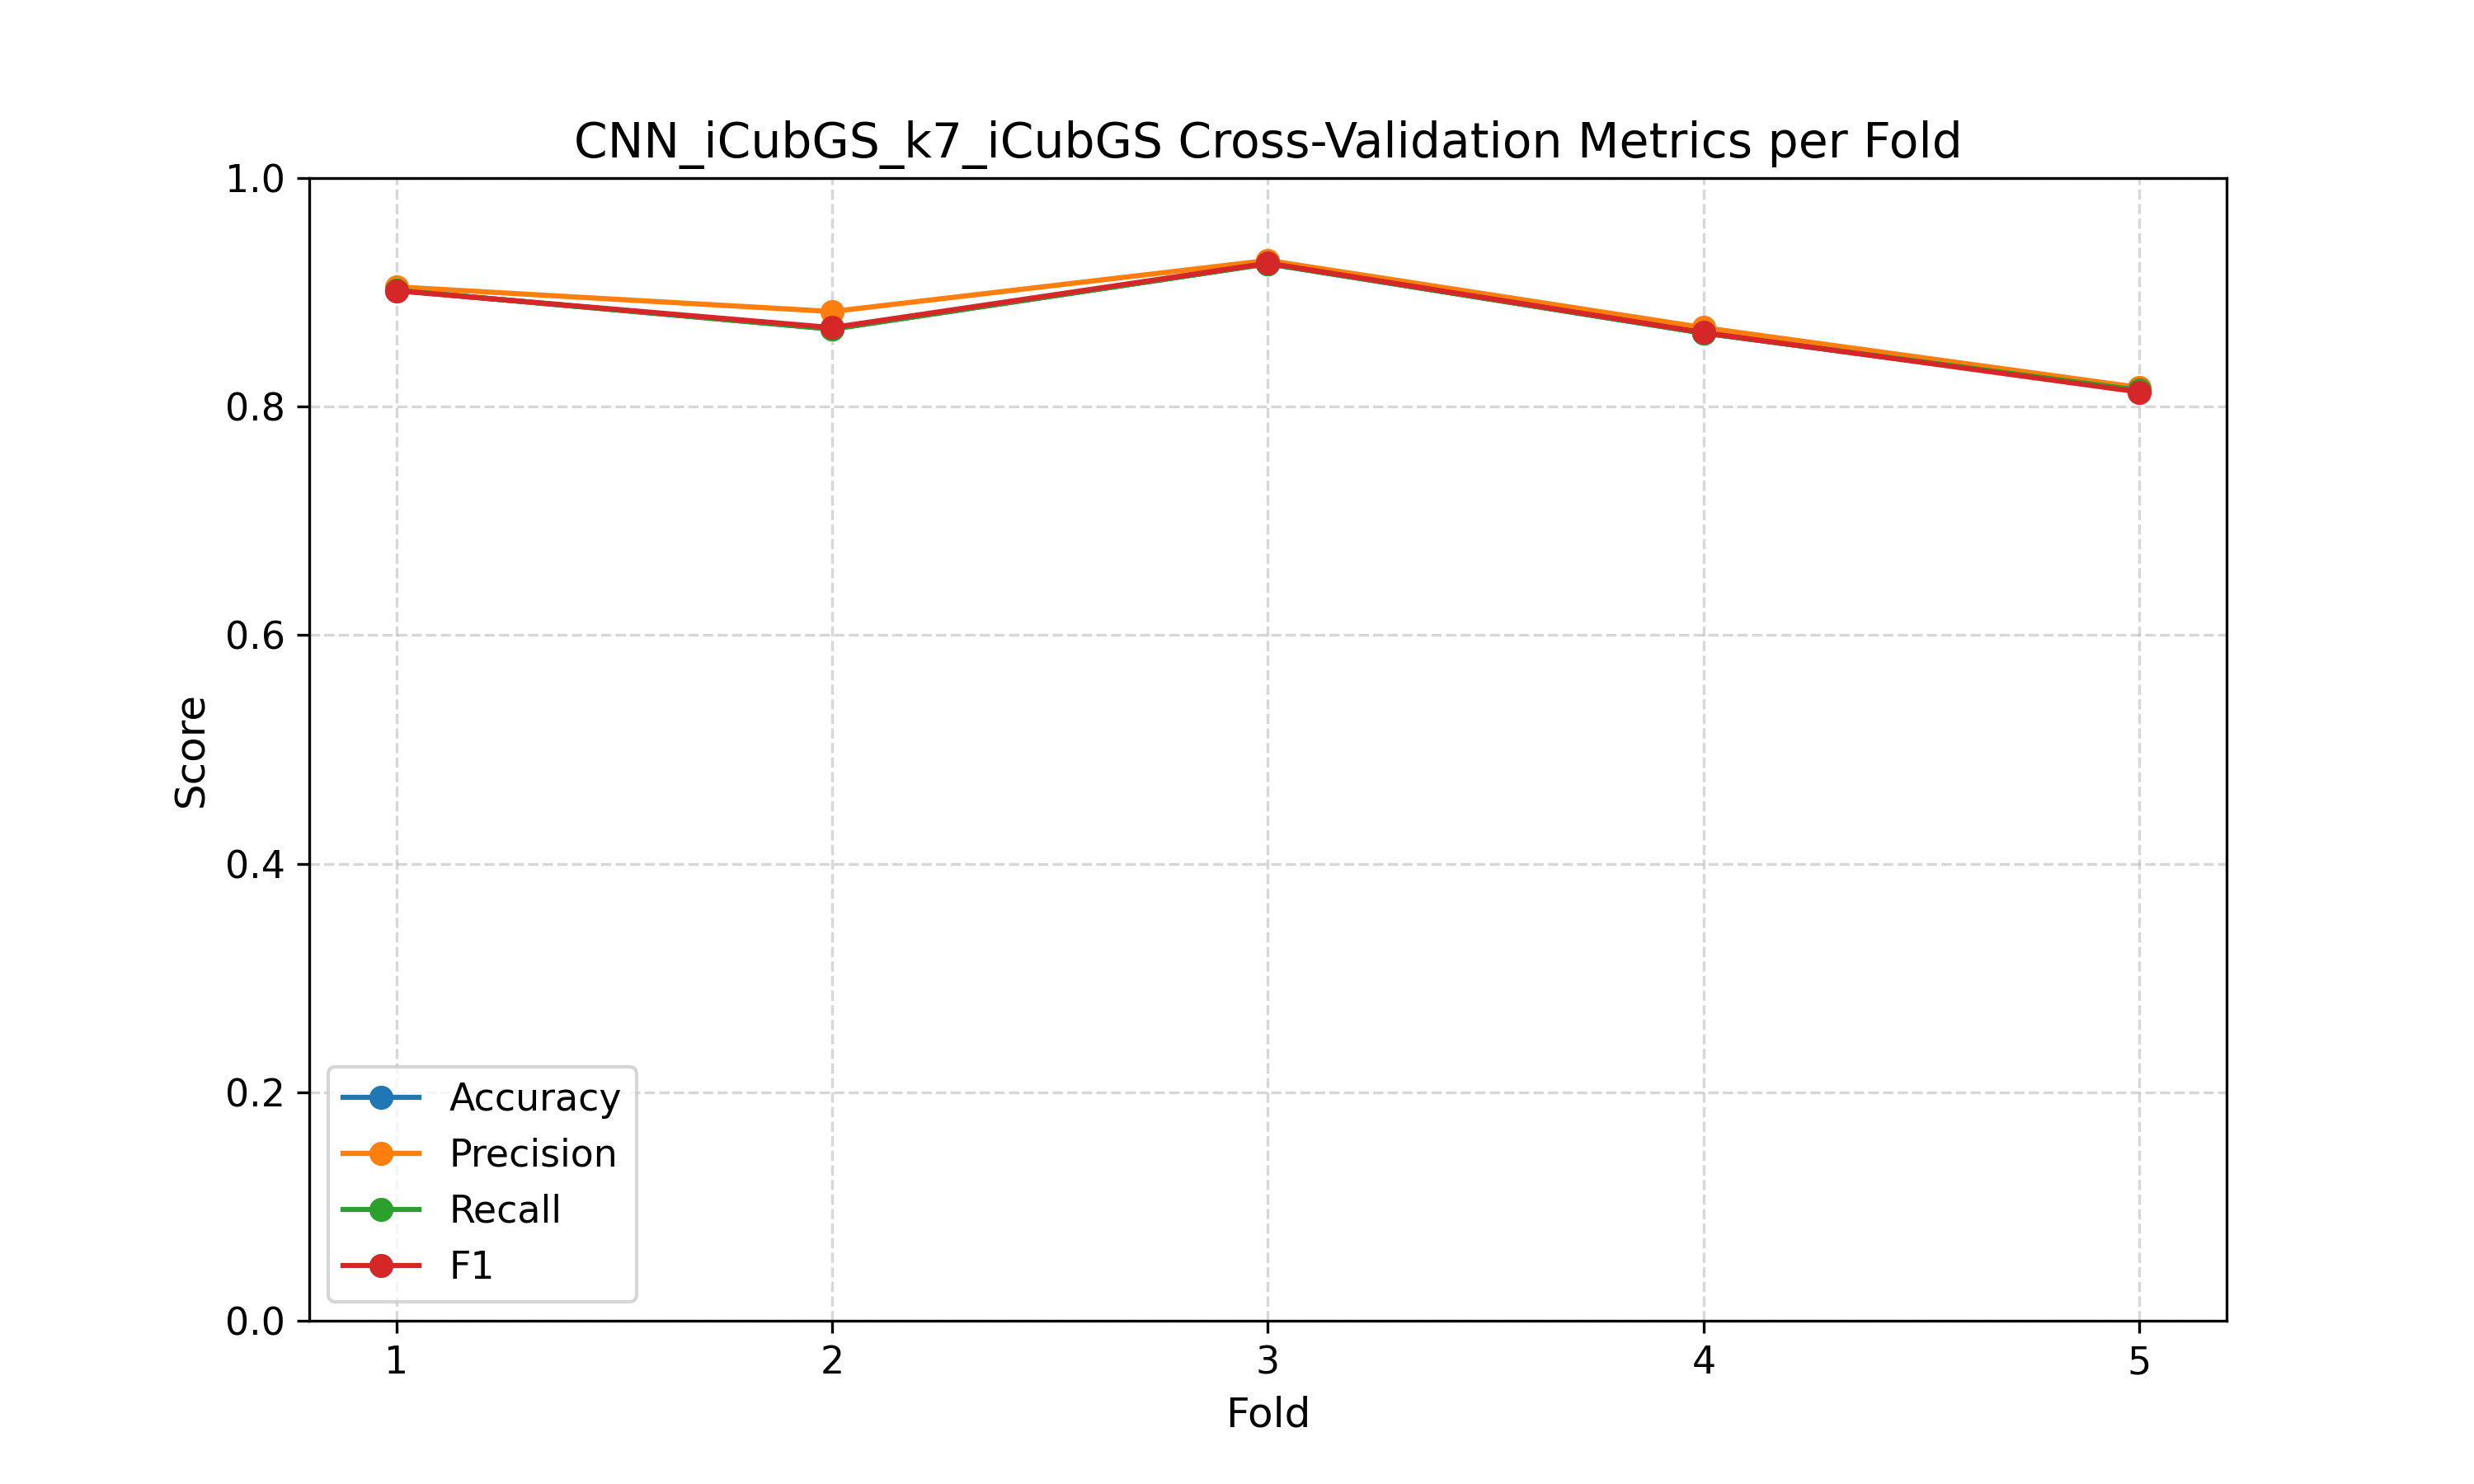 CNN_iCubGS_k7_iCubGS Cross-Validation Metrics per Fold
1.0
0.8
0.6
0.4
0.2
0.0
Score
Accuracy
Precision
Recall
F1
1 2 3 4 5
Fold